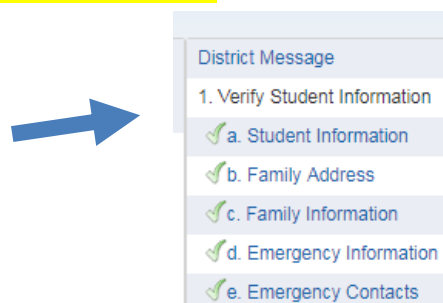 District Message
1. Verify Student Information
a. Student Information
b. Family Address
c. Family Information
d. Emergency Information
e. Emergency Contacts